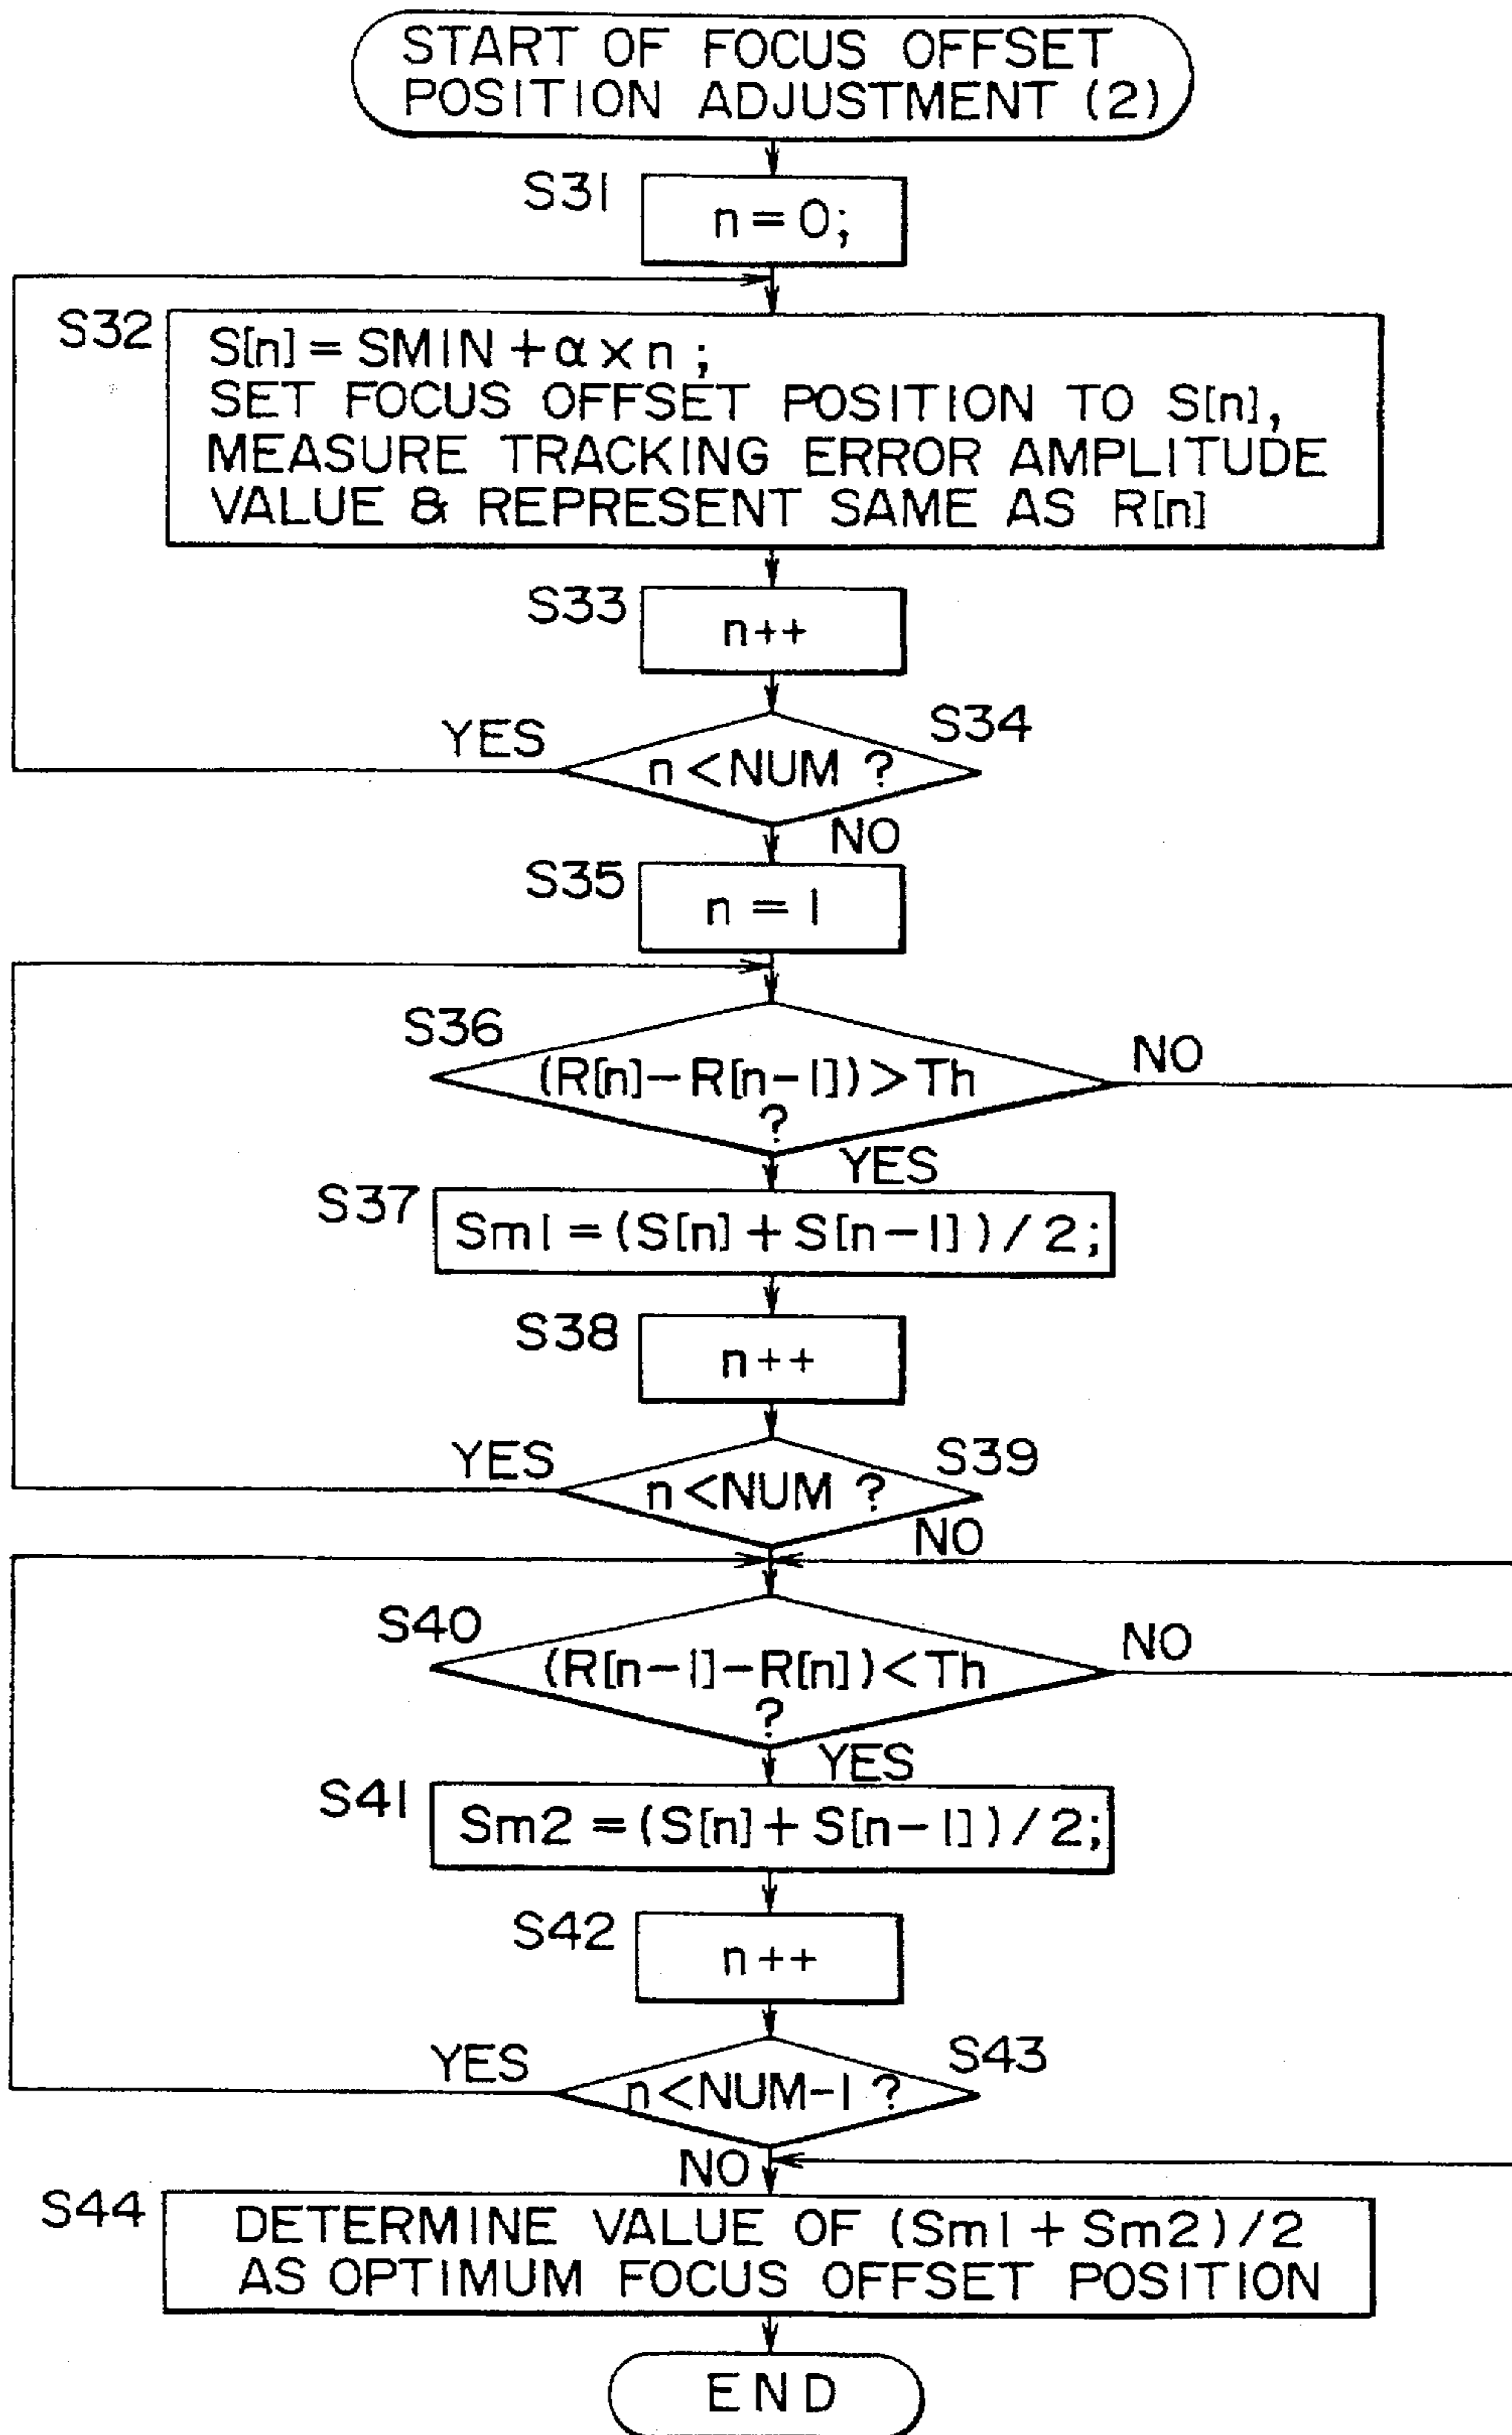 START OF FOCUS OFFSET
POSITION ADJUSTMENT (2)
S31
n = 0;
S32
S[n] = SMIN + α × n ;
SET FOCUS OFFSET POSITION TO S[n],
MEASURE TRACKING ERROR AMPLITUDE
VALUE & REPRESENT SAME AS R[n]
S33
n++
S34
YES
n < NUM ?
NO
S35
n = 1
S36
NO
(R[n] - R[n-1]) > Th
?
YES
S37
Sm1 = (S[n] + S[n-1]) / 2;
S38
n++
YES
S39
n < NUM ?
NO
S40
NO
(R[n-1] - R[n]) < Th
?
YES
S41
Sm2 = (S[n] + S[n-1]) / 2;
S42
n++
YES
S43
n < NUM-1 ?
NO
S44
DETERMINE VALUE OF (Sm1 + Sm2)/2
AS OPTIMUM FOCUS OFFSET POSITION
END